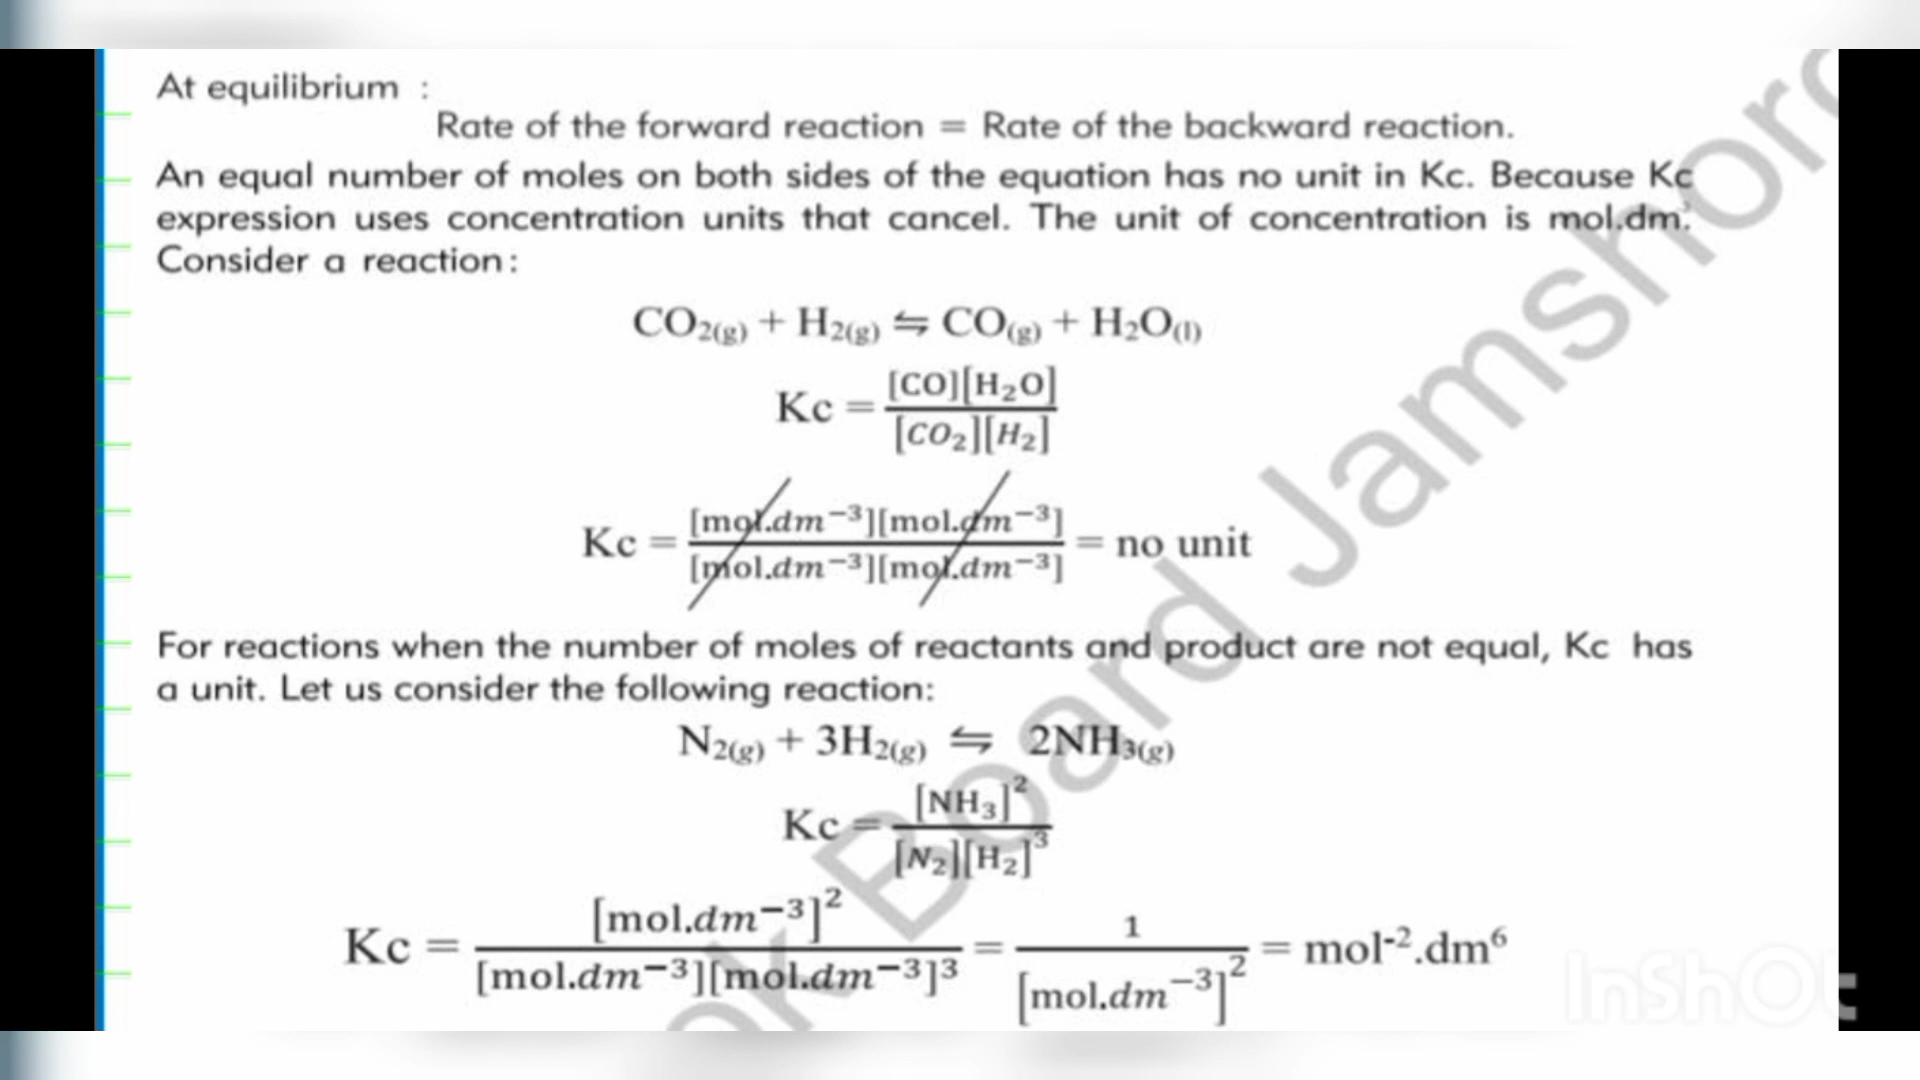 At equilibrium :
Rate of the forward reaction = Rate of the backward reaction.
An equal number of moles on both sides of the equation has no unit in Kc. Because Kc
expression uses concentration units that cancel. The unit of concentration is mol.dm⁻³.
Consider a reaction:
CO₂(g) + H₂(g) ⇋ CO(g) + H₂O(l)
Kc = [CO][H₂O] / [CO₂][H₂]
Kc = [mol.dm⁻³][mol.dm⁻³] / [mol.dm⁻³][mol.dm⁻³] = no unit
For reactions when the number of moles of reactants and product are not equal, Kc has
a unit. Let us consider the following reaction:
N₂(g) + 3H₂(g) ⇋ 2NH₃(g)
Kc = [NH₃]² / [N₂][H₂]³
Kc = [mol.dm⁻³]² / [mol.dm⁻³][mol.dm⁻³]³ = 1 / [mol.dm⁻³]² = mol⁻².dm⁶
Board Jamshoro
InShOt